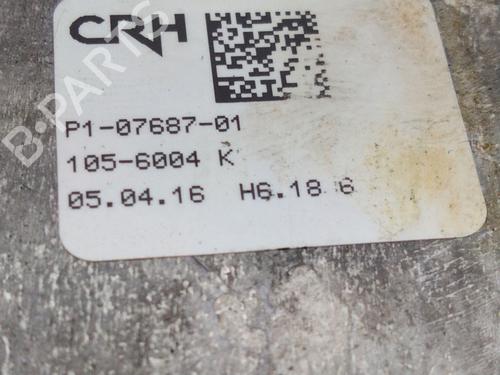 CRH
P1-07687-01
105-6004 K
05.04.16 H6.18 6
B-PARTS